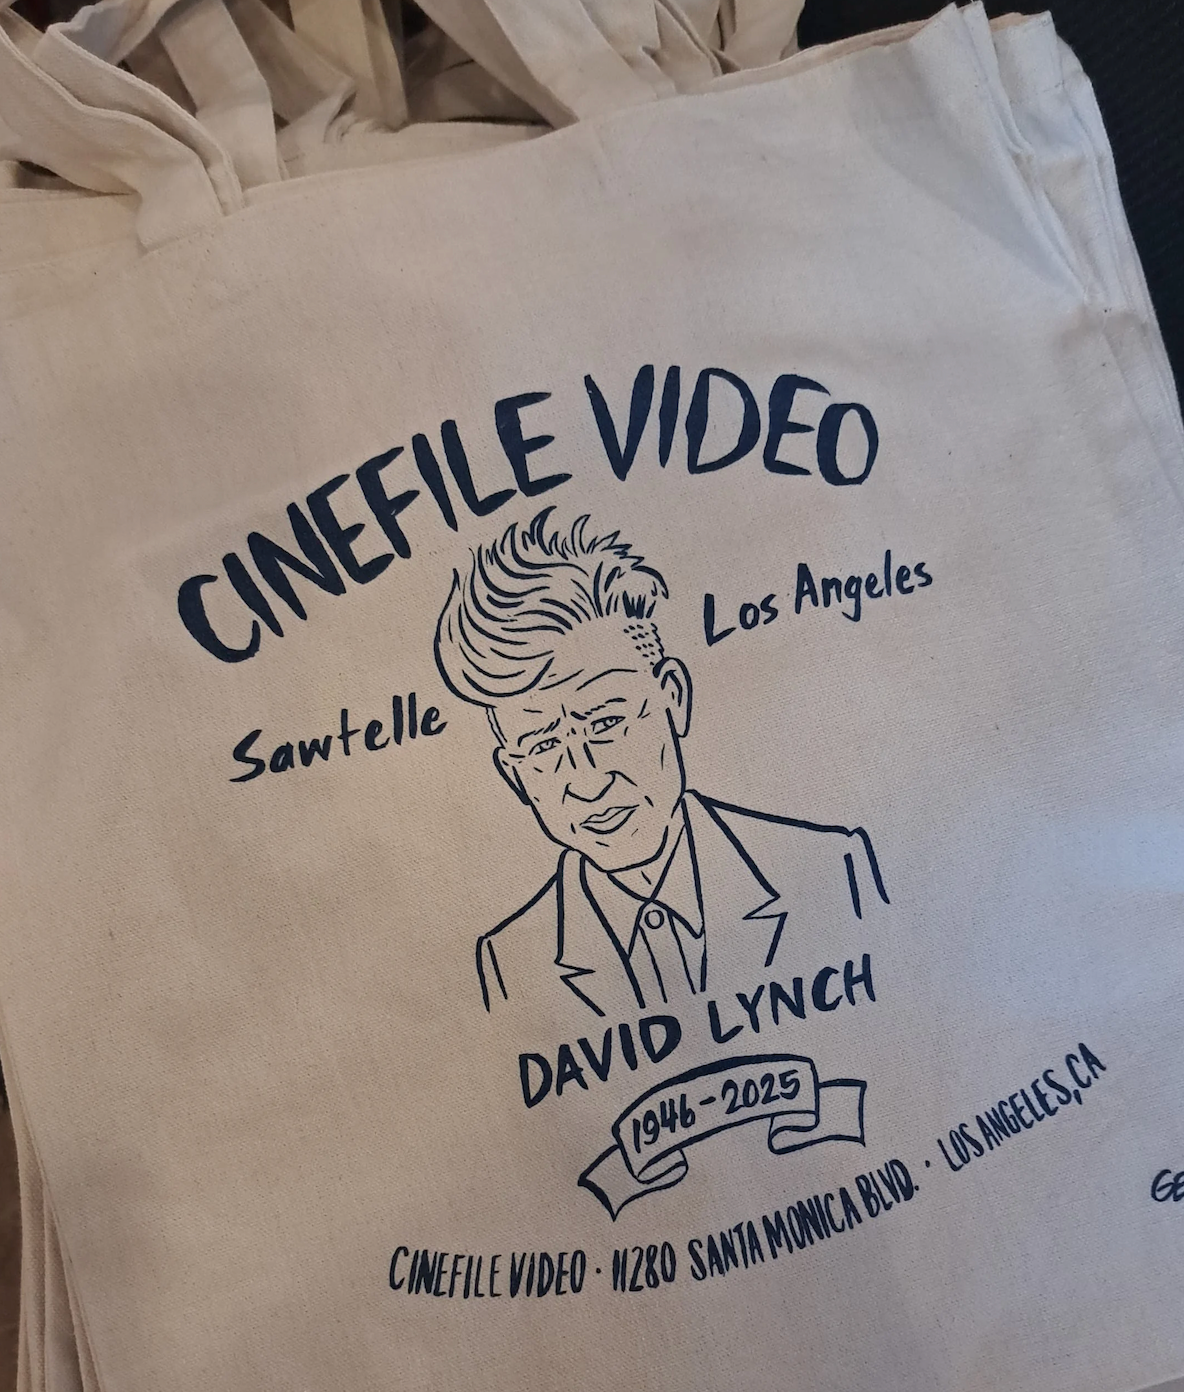 CINEFILE VIDEO
Sawtelle
Los Angeles
DAVID LYNCH
1946-2025
CINEFILE VIDEO · 11280 SANTA MONICA BLVD. · LOS ANGELES, CA